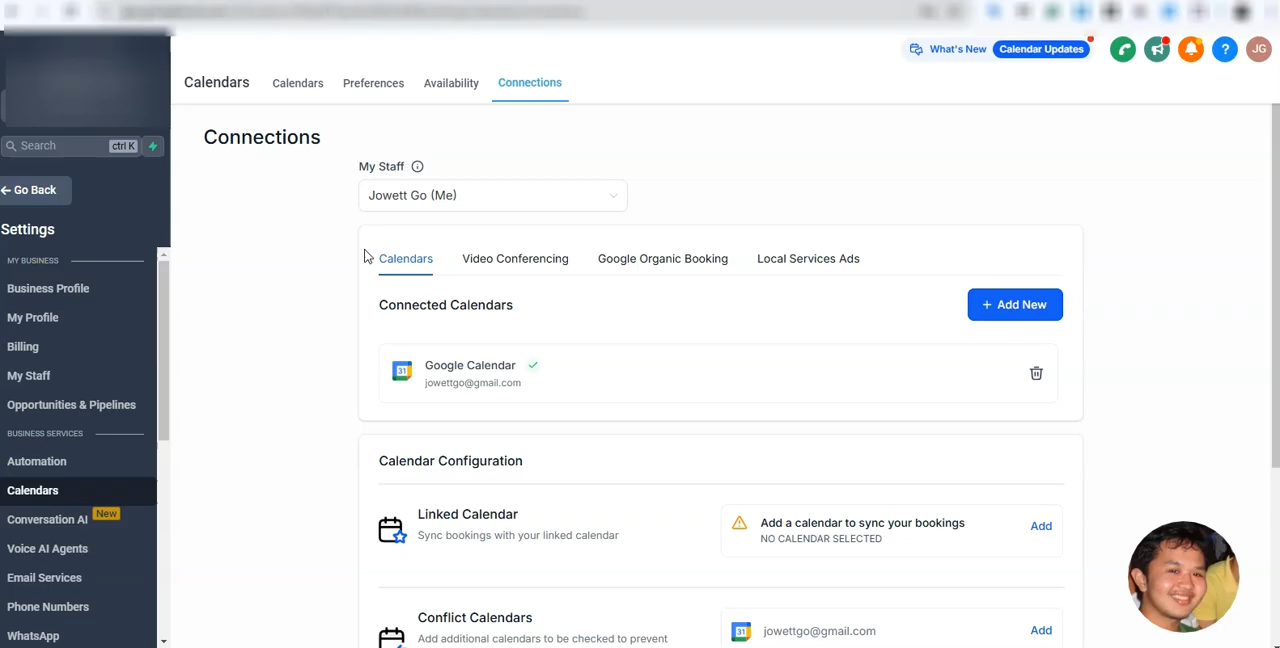 What's New
Calendar Updates
?
JG
Calendars
Calendars
Preferences
Availability
Connections
Search
ctrl K
Go Back
Settings
MY BUSINESS
Business Profile
My Profile
Billing
My Staff
Opportunities & Pipelines
BUSINESS SERVICES
Automation
Calendars
Conversation AI
New
Voice AI Agents
Email Services
Phone Numbers
WhatsApp
Connections
My Staff
Jowett Go (Me)
Calendars
Video Conferencing
Google Organic Booking
Local Services Ads
Connected Calendars
+ Add New
31
Google Calendar
jowettgo@gmail.com
Calendar Configuration
Linked Calendar
Sync bookings with your linked calendar
Add a calendar to sync your bookings
NO CALENDAR SELECTED
Add
Conflict Calendars
Add additional calendars to be checked to prevent
31
jowettgo@gmail.com
Add